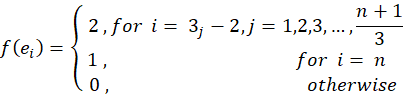 f(e_i) = { 2 , for i = 3_j − 2, j = 1,2,3, … , (n + 1)/3
1 , for i = n
0 , otherwise